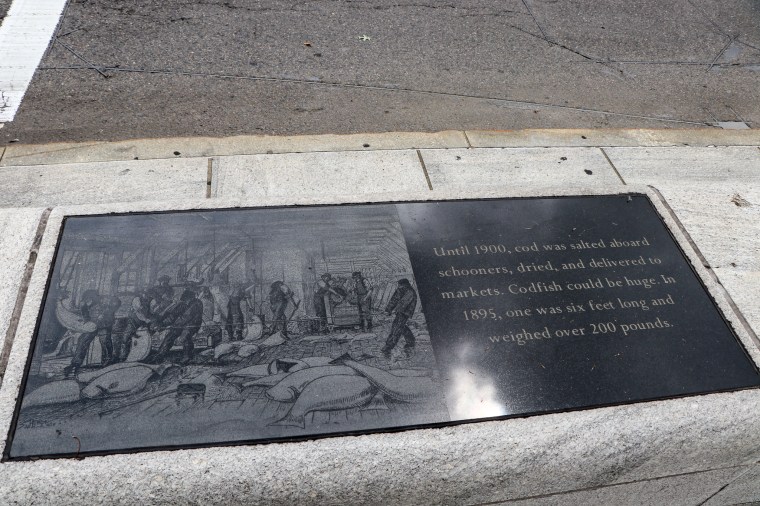 Until 1900, cod was salted aboard
schooners, dried, and delivered to
markets. Codfish could be huge. In
1895, one was six feet long and
weighed over 200 pounds.